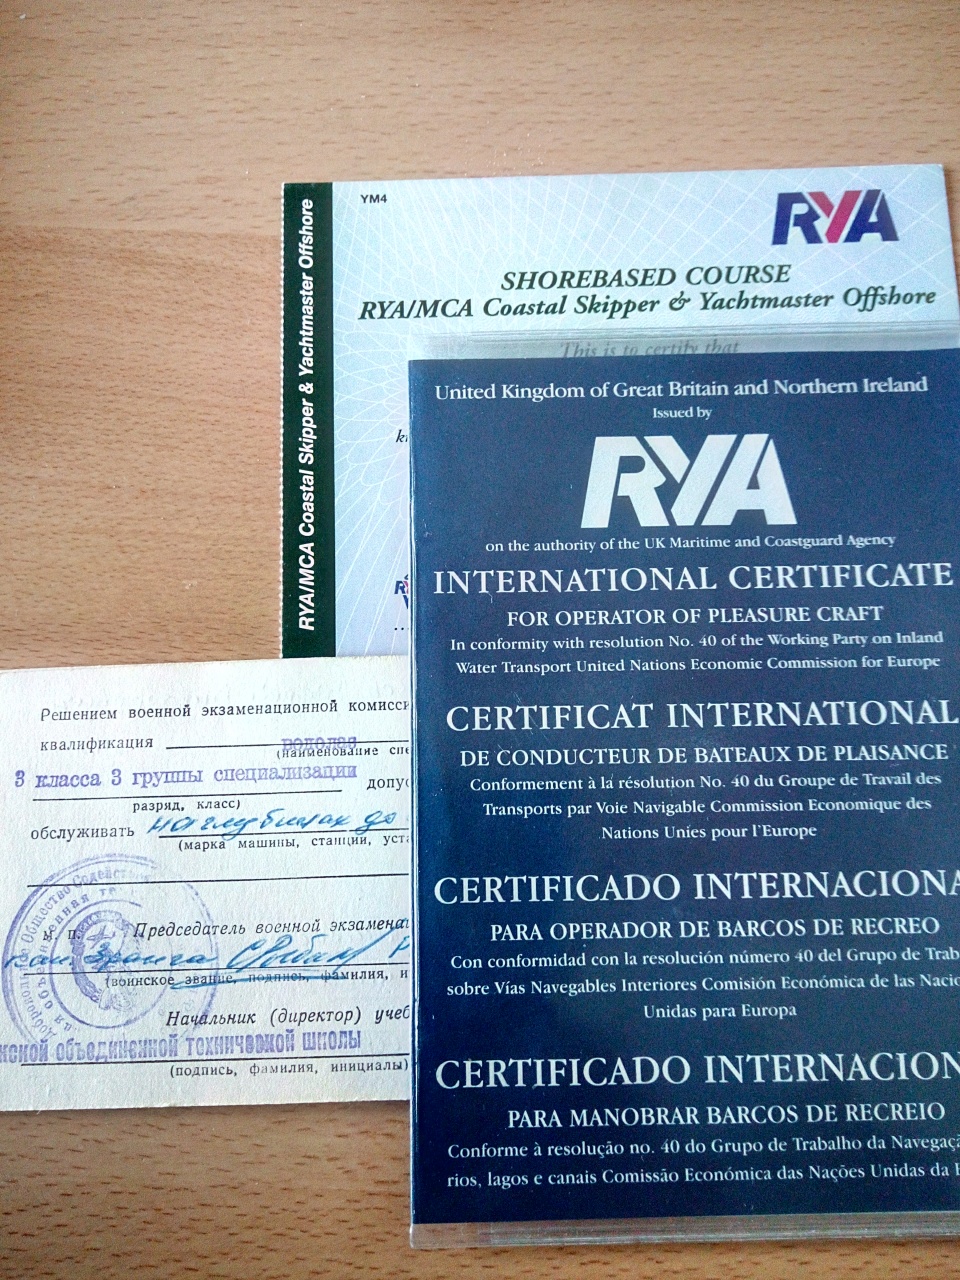 YM4
RYA
SHOREBASED COURSE
RYA/MCA Coastal Skipper & Yachtmaster Offshore
This is to certify that
RYA/MCA Coastal Skipper & Yachtmaster Offshore
United Kingdom of Great Britain and Northern Ireland
Issued by
RYA
on the authority of the UK Maritime and Coastguard Agency
INTERNATIONAL CERTIFICATE
FOR OPERATOR OF PLEASURE CRAFT
In conformity with resolution No. 40 of the Working Party on Inland
Water Transport United Nations Economic Commission for Europe
CERTIFICAT INTERNATIONAL
DE CONDUCTEUR DE BATEAUX DE PLAISANCE
Conformement à la résolution No. 40 du Groupe de Travail des
Transports par Voie Navigable Commission Economique des
Nations Unies pour l'Europe
CERTIFICADO INTERNACIONA
PARA OPERADOR DE BARCOS DE RECREO
Con conformidad con la resolución número 40 del Grupo de Trab
sobre Vías Navegables Interiores Comisión Económica de las Nacio
Unidas para Europa
CERTIFICADO INTERNACION
PARA MANOBRAR BARCOS DE RECREIO
Conforme à resolução no. 40 do Grupo de Trabalho da Navegaçã
rios, lagos e canais Comissão Económica das Nações Unidas da E
Решением военной экзаменационной комисси
квалификация водолаз
(наименование спе
3 класса 3 группы специализации допус
разряд, класс)
обслуживать на глубинах до
(марка машины, станции, уста
Председатель военной экзамена
(воинское звание, подпись, фамилия, и
Начальник (директор) учеб
нской объединенной технической школы
(подпись, фамилия, инициалы)